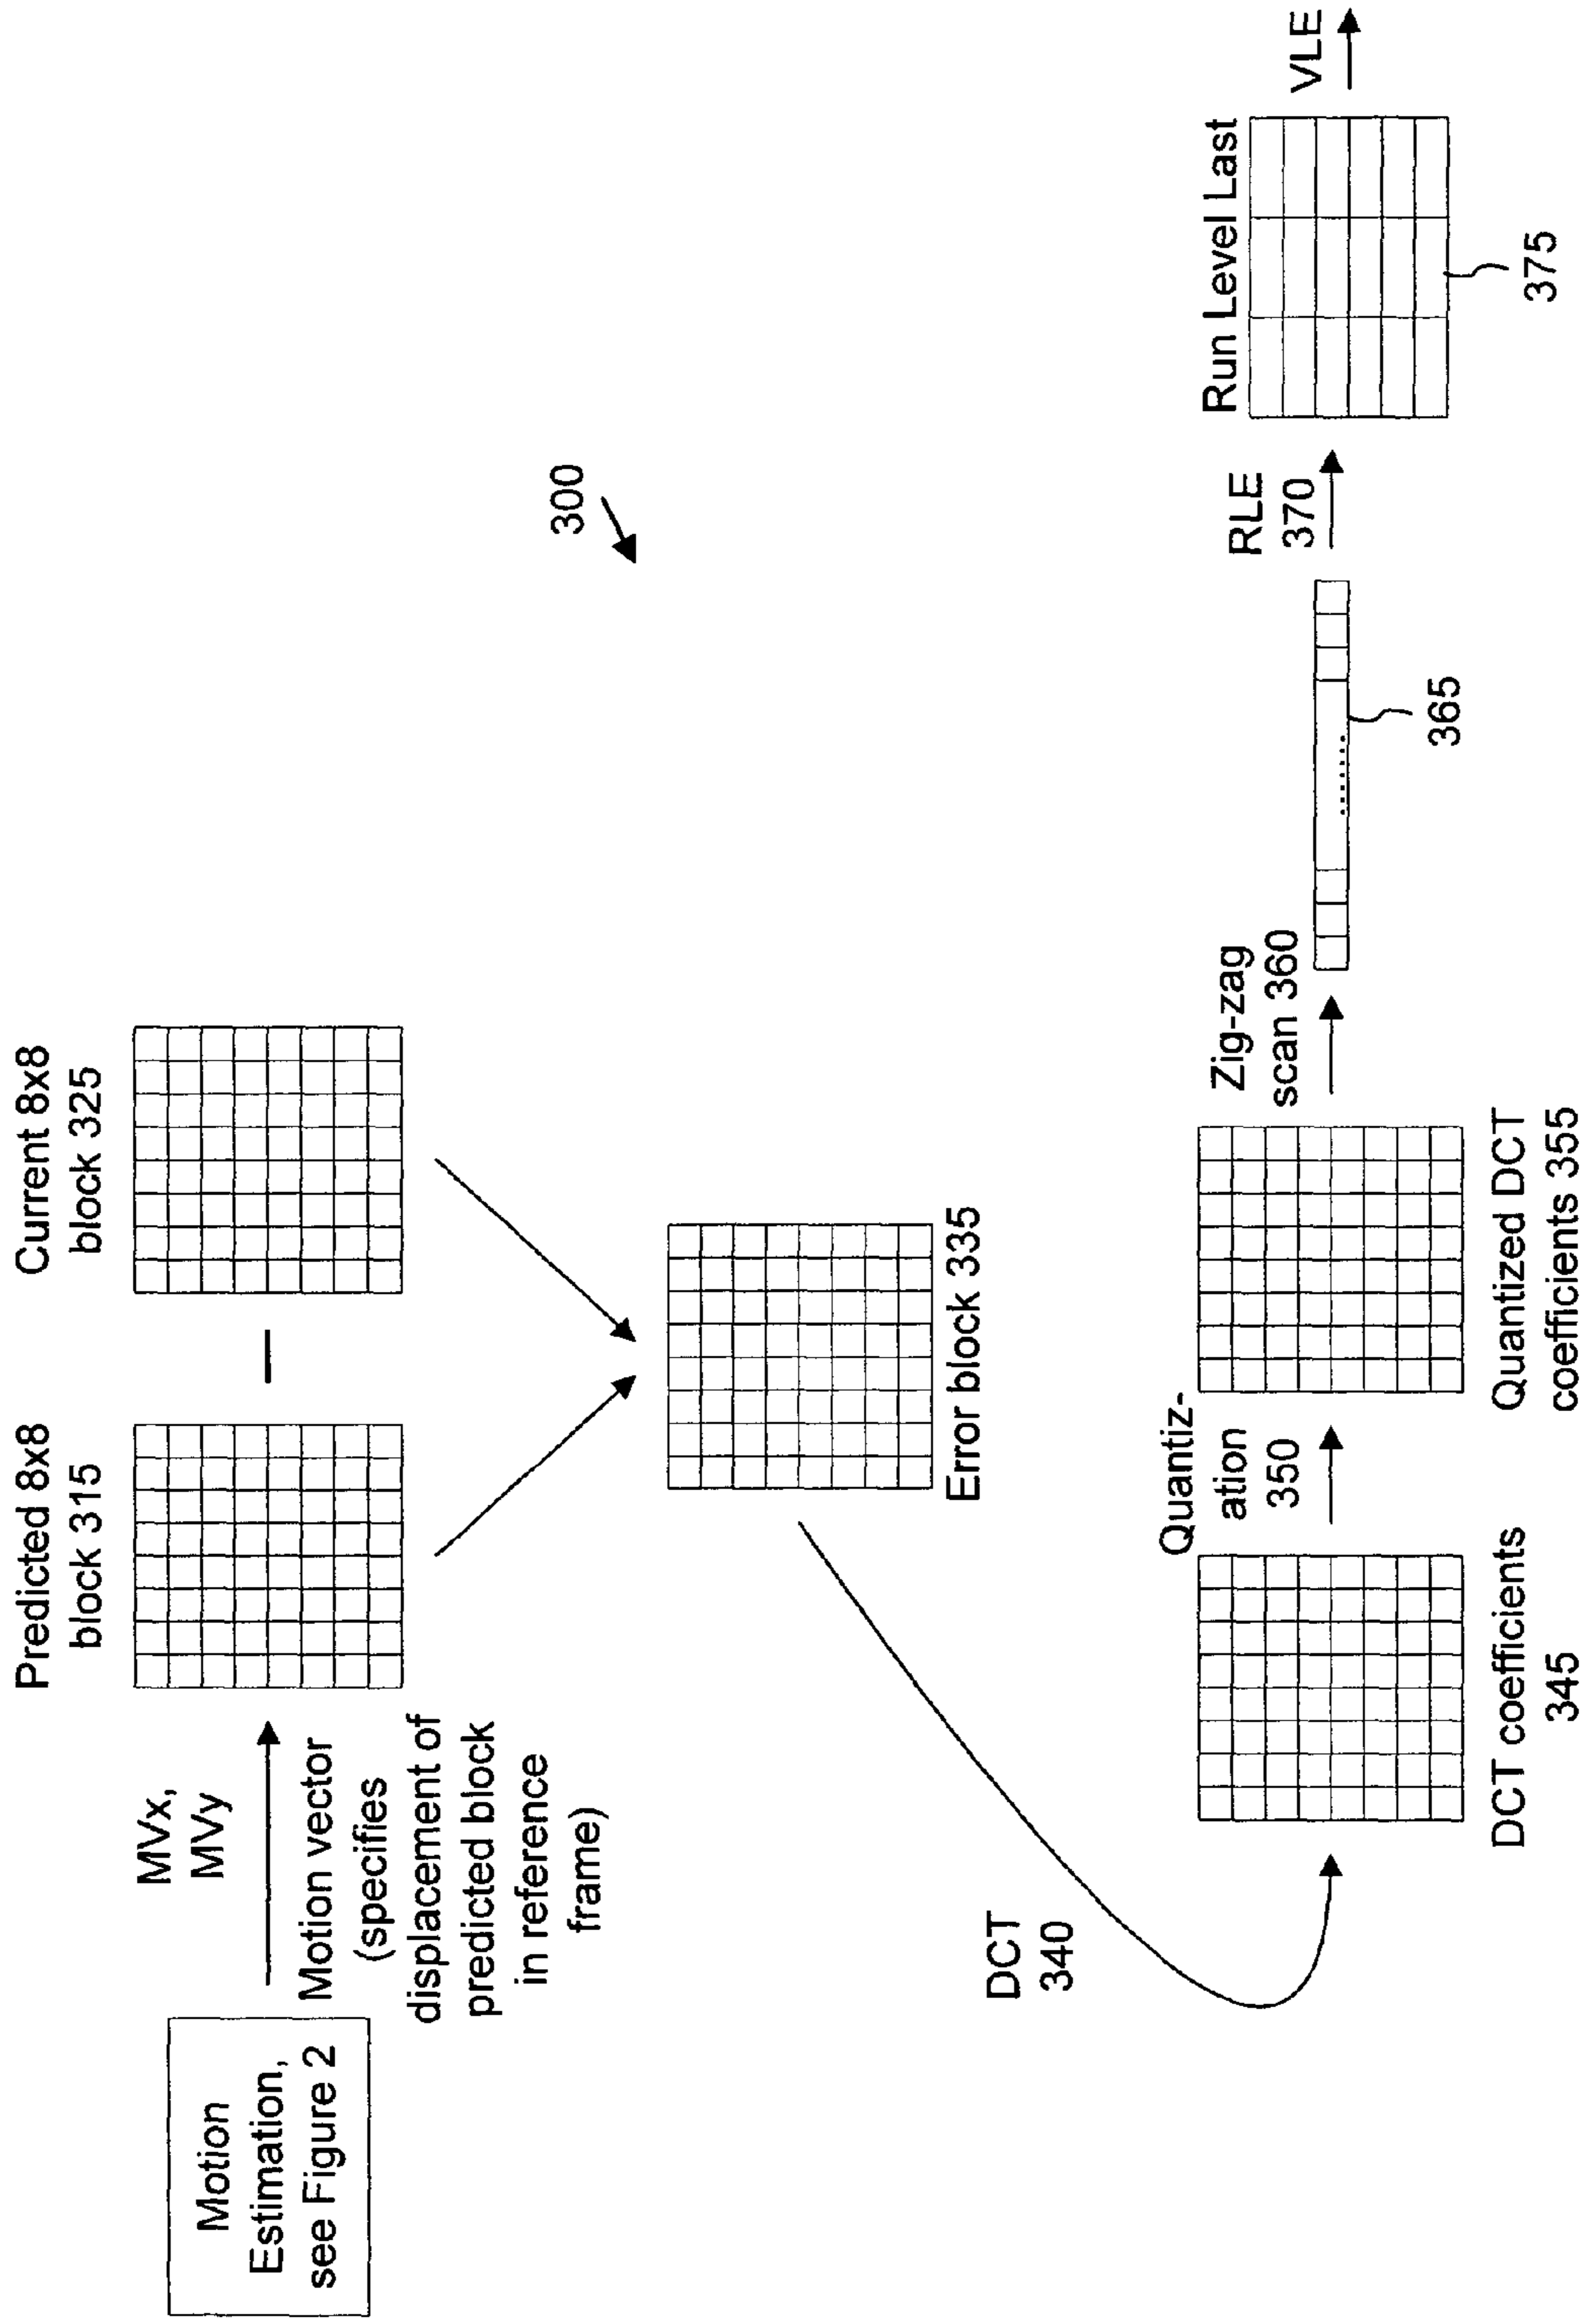 Motion
Estimation,
see Figure 2
MVx,
MVy
Motion vector
(specifies
displacement of
predicted block
in reference
frame)
Predicted 8x8
block 315
Current 8x8
block 325
300
Error block 335
DCT
340
DCT coefficients
345
Quantiz-
ation
350
Quantized DCT
coefficients 355
Zig-zag
scan 360
365
RLE
370
Run Level Last
375
VLE